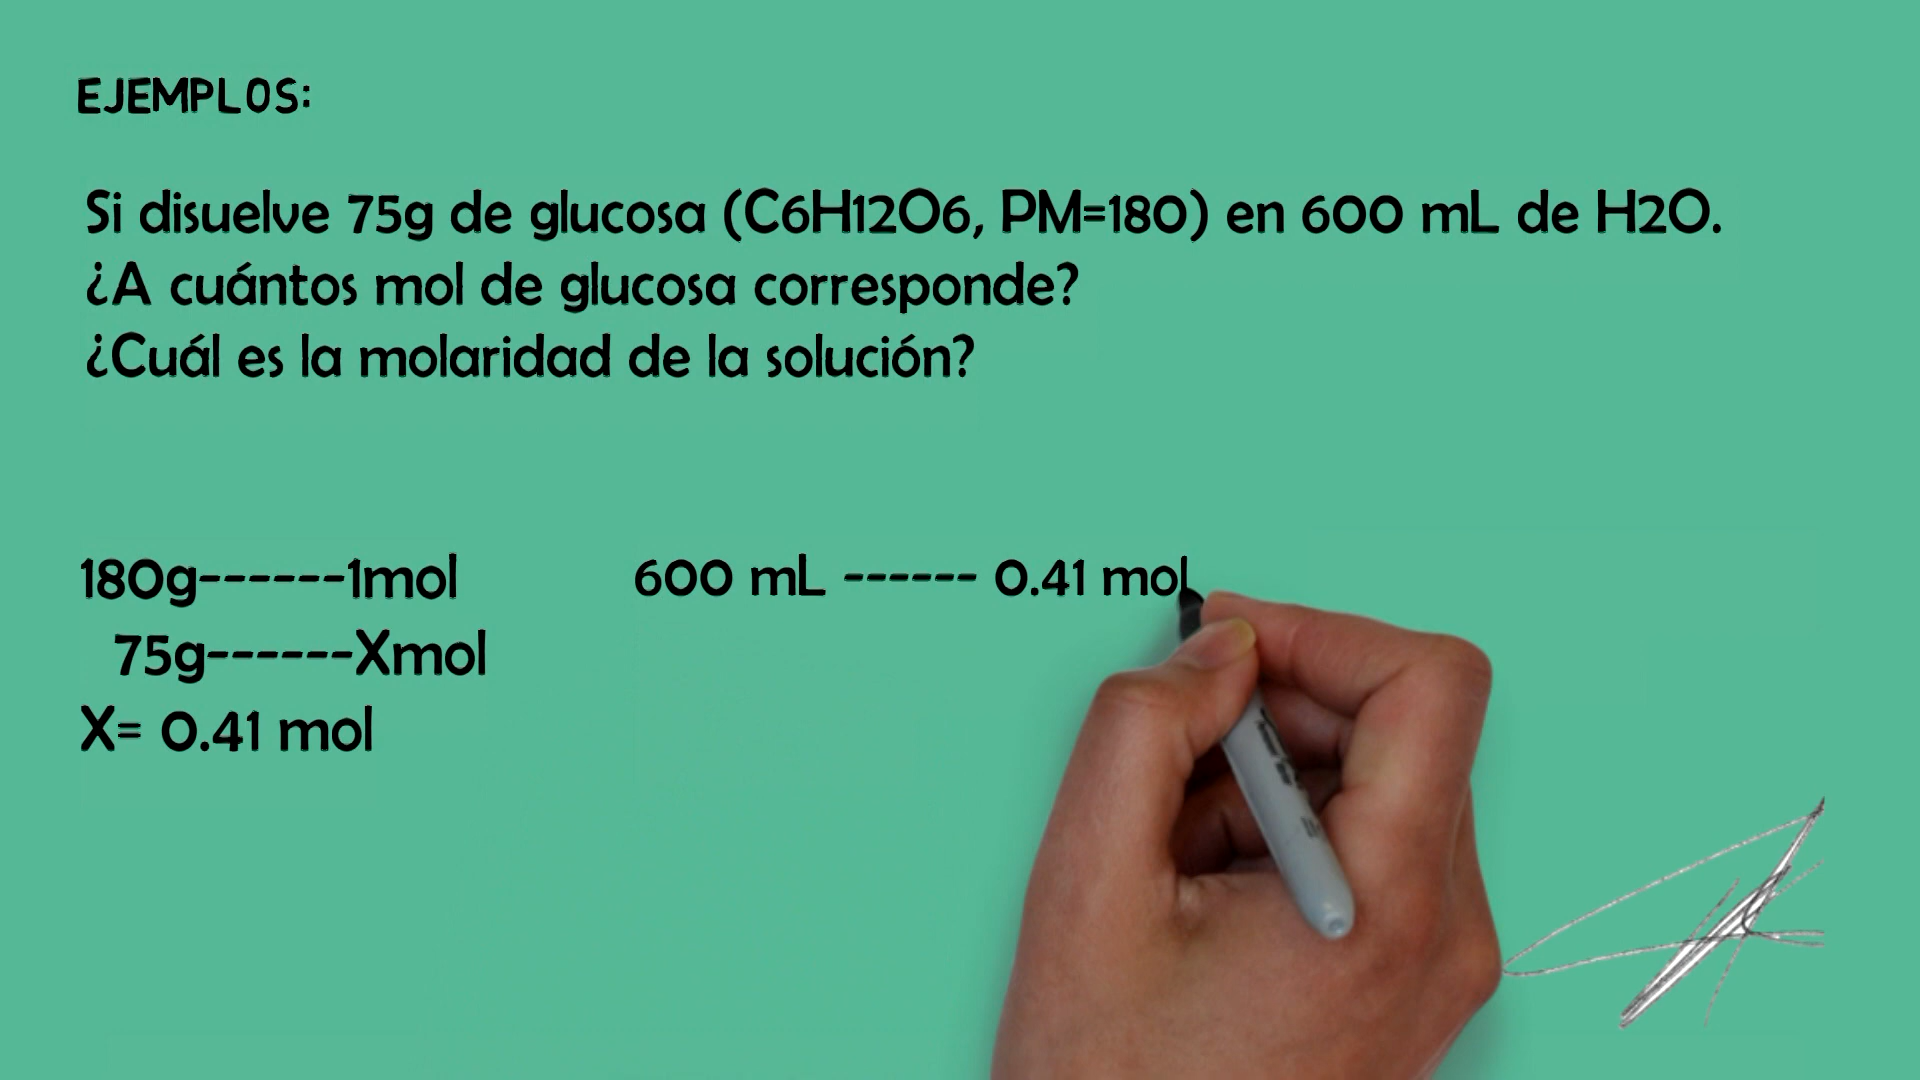 EJEMPLOS:
Si disuelve 75g de glucosa (C6H12O6, PM=180) en 600 mL de H2O.
¿A cuántos mol de glucosa corresponde?
¿Cuál es la molaridad de la solución?
180g------1mol
75g------Xmol
X= 0.41 mol
600 mL ------ 0.41 mol